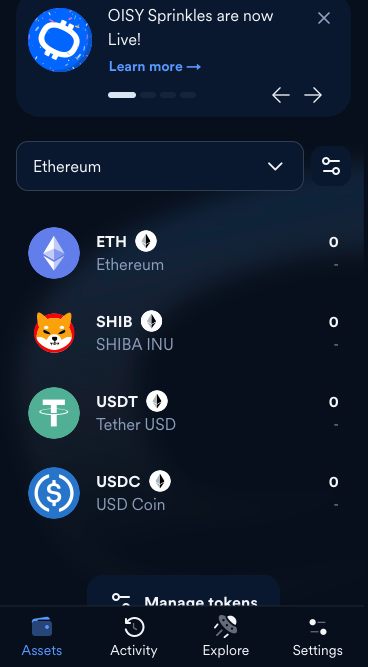 OISY Sprinkles are now
Live!
Learn more →
Ethereum
ETH
0
Ethereum
-
SHIB
0
SHIBA INU
-
USDT
0
Tether USD
-
USDC
0
USD Coin
-
Manage tokens
Assets
Activity
Explore
Settings